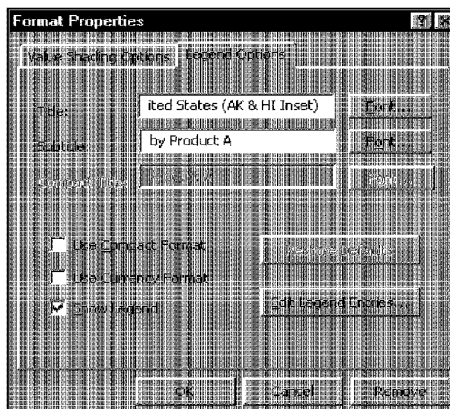 Format Properties
Value Shading Options Legend Options
Title: ited States (AK & HI Inset) Font...
Subtitle: by Product A Font...
Compact Title: Font...
Use Compact Format Restore Defaults
Use Currency Format
Show Legend Edit Legend Entries...
OK Cancel Remove